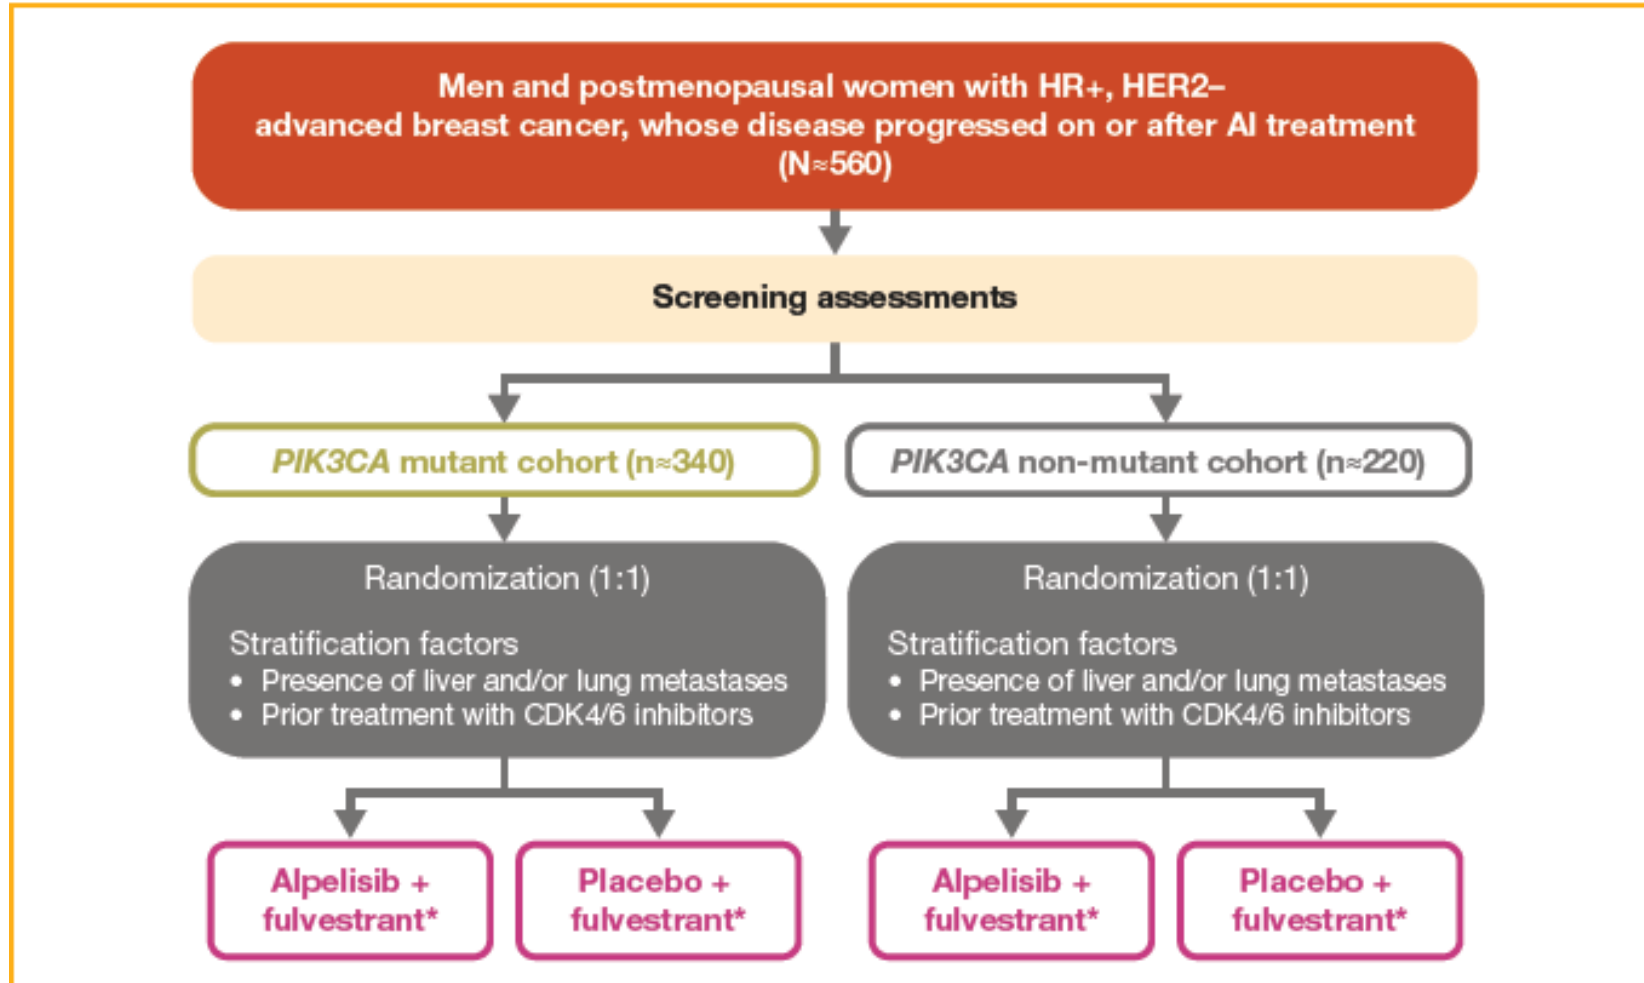 Men and postmenopausal women with HR+, HER2–
advanced breast cancer, whose disease progressed on or after AI treatment
(N≈560)
Screening assessments
PIK3CA mutant cohort (n≈340)
PIK3CA non-mutant cohort (n≈220)
Randomization (1:1)
Stratification factors
• Presence of liver and/or lung metastases
• Prior treatment with CDK4/6 inhibitors
Randomization (1:1)
Stratification factors
• Presence of liver and/or lung metastases
• Prior treatment with CDK4/6 inhibitors
Alpelisib +
fulvestrant*
Placebo +
fulvestrant*
Alpelisib +
fulvestrant*
Placebo +
fulvestrant*